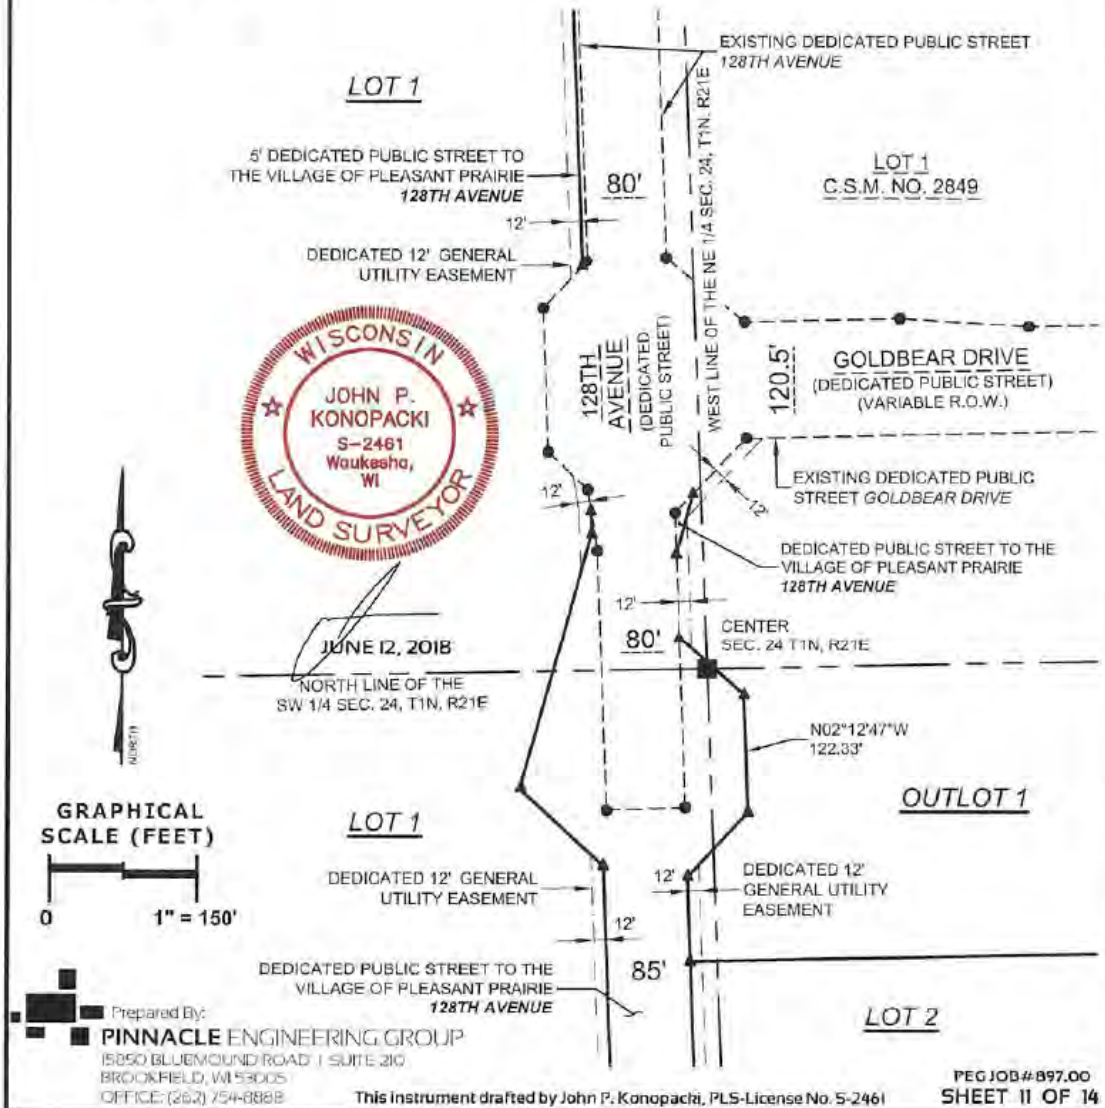 EXISTING DEDICATED PUBLIC STREET
128TH AVENUE
LOT 1
5' DEDICATED PUBLIC STREET TO
THE VILLAGE OF PLEASANT PRAIRIE
128TH AVENUE
80'
WEST LINE OF THE NE 1/4 SEC. 24, T1N, R21E
LOT 1
C.S.M. NO. 2849
12'
DEDICATED 12' GENERAL
UTILITY EASEMENT
WISCONSIN
JOHN P.
KONOPACKI
S-2461
Waukesha,
WI
LAND SURVEYOR
128TH
AVENUE
(DEDICATED
PUBLIC STREET)
120.5'
GOLDBEAR DRIVE
(DEDICATED PUBLIC STREET)
(VARIABLE R.O.W.)
12'
12'
EXISTING DEDICATED PUBLIC
STREET GOLDBEAR DRIVE
DEDICATED PUBLIC STREET TO THE
VILLAGE OF PLEASANT PRAIRIE
128TH AVENUE
12'
80'
CENTER
SEC. 24 T1N, R21E
JUNE 12, 2018
NORTH LINE OF THE
SW 1/4 SEC. 24, T1N, R21E
NORTH
N02°12'47"W
122.33'
OUTLOT 1
GRAPHICAL
SCALE (FEET)
0 1" = 150'
LOT 1
DEDICATED 12' GENERAL
UTILITY EASEMENT
12'
DEDICATED 12'
GENERAL UTILITY
EASEMENT
12'
DEDICATED PUBLIC STREET TO THE
VILLAGE OF PLEASANT PRAIRIE
128TH AVENUE
85'
LOT 2
Prepared By:
PINNACLE ENGINEERING GROUP
15850 BLUEMOUND ROAD | SUITE 210
BROOKFIELD, WI 53005
OFFICE: (262) 754-8888
This instrument drafted by John P. Konopacki, PLS-License No. S-2461
PEG JOB#897.00
SHEET 11 OF 14